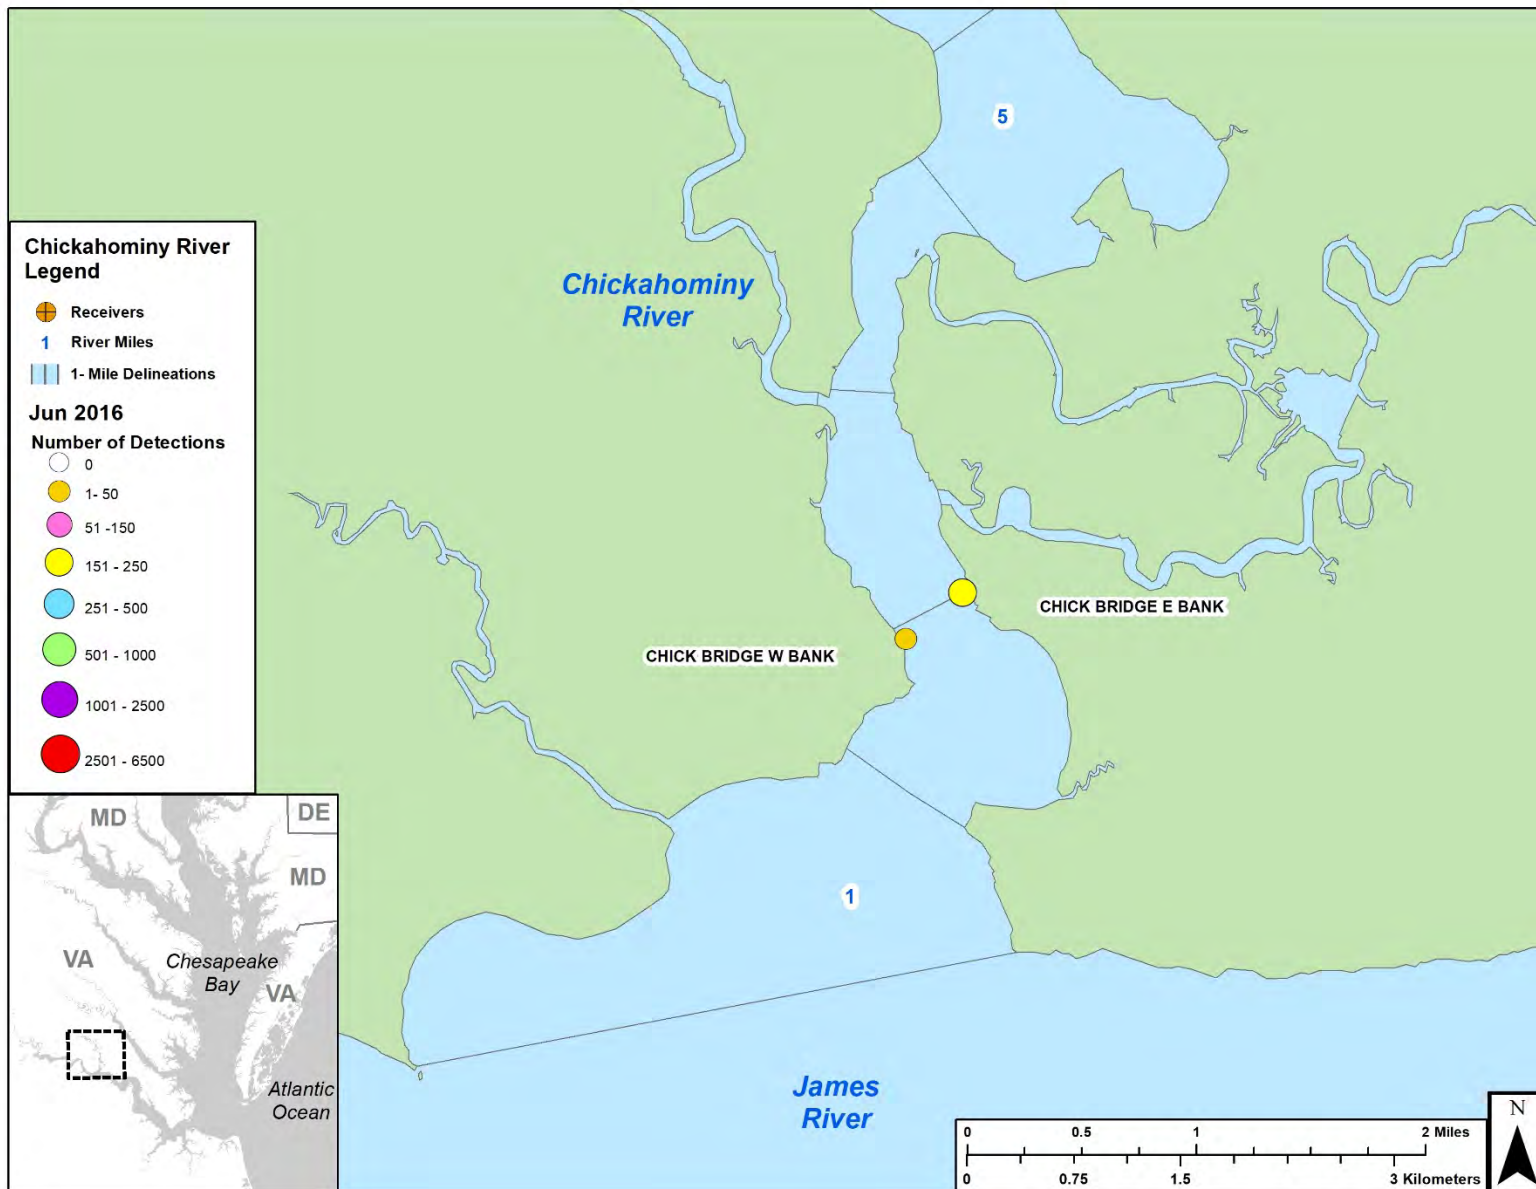 5
Chickahominy
River
Chickahominy River
Legend
Receivers
1 River Miles
1- Mile Delineations
Jun 2016
Number of Detections
0
1- 50
51 -150
151 - 250
251 - 500
501 - 1000
1001 - 2500
2501 - 6500
CHICK BRIDGE E BANK
CHICK BRIDGE W BANK
1
James
River
MD
DE
MD
VA
Chesapeake
Bay
VA
Atlantic
Ocean
0 0.5 1 2 Miles
0 0.75 1.5 3 Kilometers
N